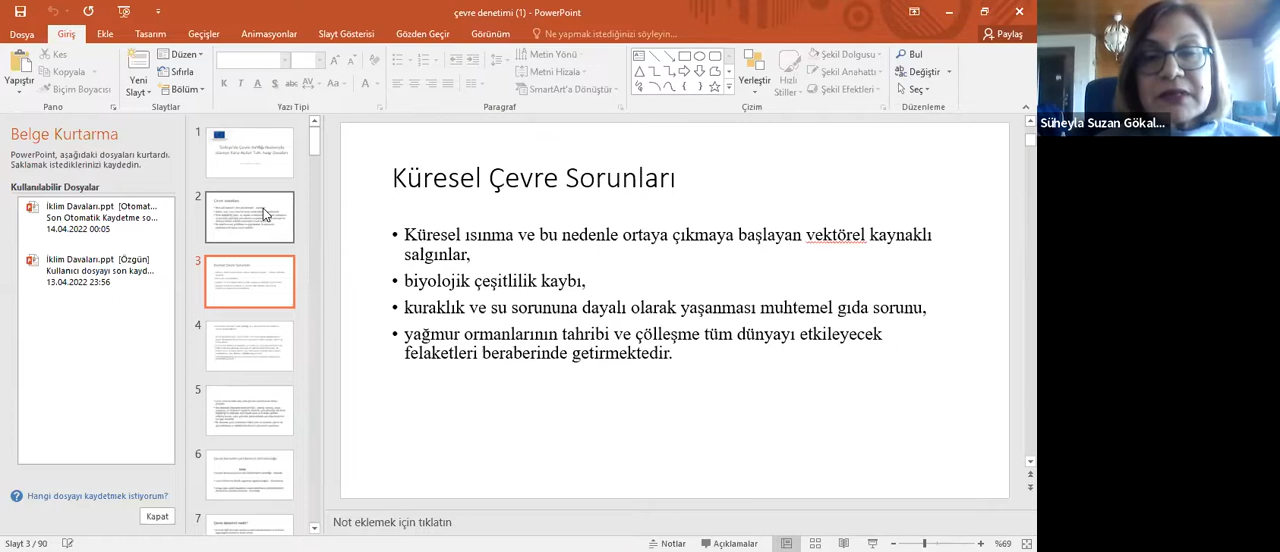 çevre denetimi (1) - PowerPoint
Dosya Giriş Ekle Tasarım Geçişler Animasyonlar Slayt Gösterisi Gözden Geçir Görünüm Ne yapmak istediğinizi söyleyin... Paylaş
Yapıştır
Kes
Kopyala
Biçim Boyacısı
Pano
Yeni Slayt
Düzen
Sıfırla
Bölüm
Slaytlar
Yazı Tipi
Metin Yönü
Metni Hizala
SmartArt'a Dönüştür
Paragraf
Yerleştir
Hızlı Stiller
Şekil Dolgusu
Şekil Anahattı
Şekil Efektleri
Çizim
Bul
Değiştir
Seç
Düzenleme
Belge Kurtarma
PowerPoint, aşağıdaki dosyaları kurtardı.
Saklamak istediklerinizi kaydedin.
Kullanılabilir Dosyalar
İklim Davaları.ppt [Otomat...
Son Otomatik Kaydetme so...
14.04.2022 00:05
İklim Davaları.ppt [Özgün]
Kullanıcı dosyayı son kayd...
13.04.2022 23:56
Hangi dosyayı kaydetmek istiyorum?
Kapat
1
2
3
4
5
6
7
Küresel Çevre Sorunları
• Küresel ısınma ve bu nedenle ortaya çıkmaya başlayan vektörel kaynaklı
salgınlar,
• biyolojik çeşitlilik kaybı,
• kuraklık ve su sorununa dayalı olarak yaşanması muhtemel gıda sorunu,
• yağmur ormanlarının tahribi ve çölleşme tüm dünyayı etkileyecek
felaketleri beraberinde getirmektedir.
Not eklemek için tıklatın
Slayt 3 / 90
Notlar
Açıklamalar
%69
Süheyla Suzan Gökal...